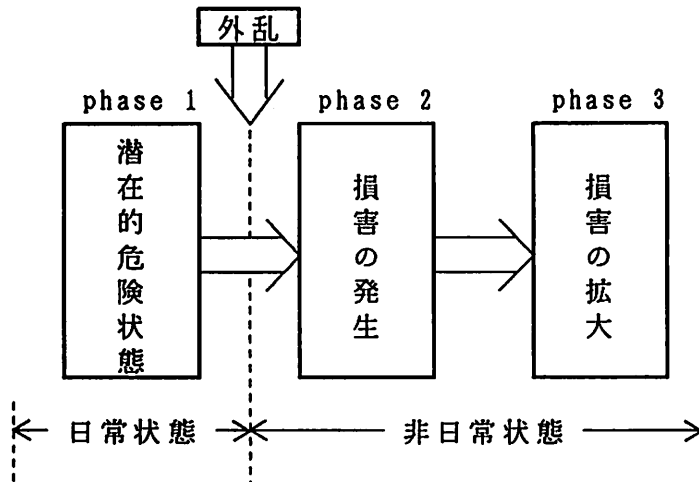 外乱
phase 1
phase 2
phase 3
潜在的危険状態
損害の発生
損害の拡大
日常状態
非日常状態